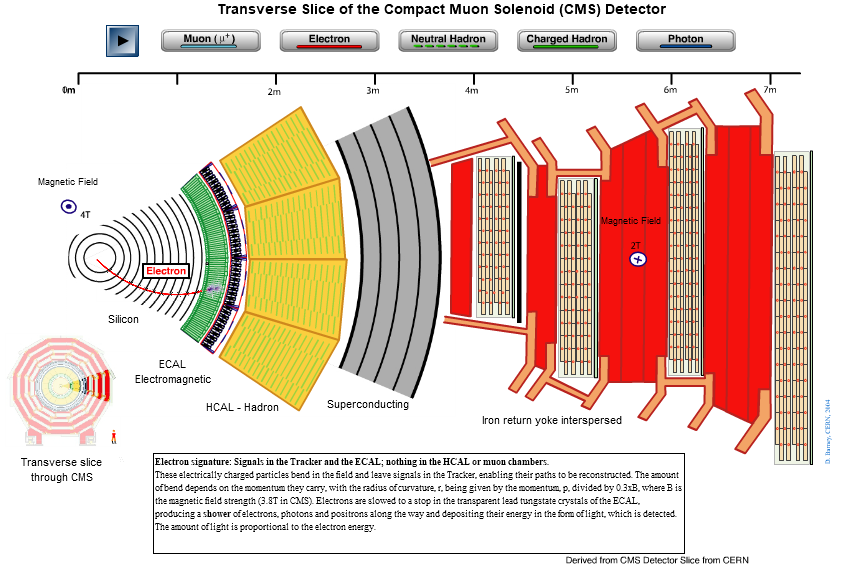 Transverse Slice of the Compact Muon Solenoid (CMS) Detector
Muon (μ+)
Electron
Neutral Hadron
Charged Hadron
Photon
0m
2m
3m
4m
5m
6m
7m
Magnetic Field
4T
Electron
Silicon
ECAL
Electromagnetic
HCAL - Hadron
Superconducting
Magnetic Field
2T
Iron return yoke interspersed
Transverse slice
through CMS
D. Barney, CERN, 2004
Electron signature: Signals in the Tracker and the ECAL; nothing in the HCAL or muon chambers.
These electrically charged particles bend in the field and leave signals in the Tracker, enabling their paths to be reconstructed. The amount
of bend depends on the momentum they carry, with the radius of curvature, r, being given by the momentum, p, divided by 0.3xB, where B is
the magnetic field strength (3.8T in CMS). Electrons are slowed to a stop in the transparent lead tungstate crystals of the ECAL,
producing a shower of electrons, photons and positrons along the way and depositing their energy in the form of light, which is detected.
The amount of light is proportional to the electron energy.
Derived from CMS Detector Slice from CERN